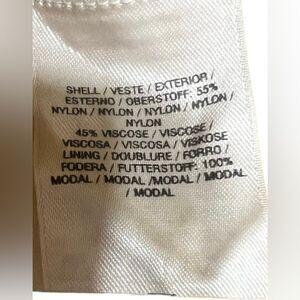 SHELL / VESTE / EXTERIOR /
ESTERNO / OBERSTOFF: 55%
NYLON / NYLON / NYLON / NYLON /
NYLON
45% VISCOSE / VISCOSE /
VISCOSA / VISCOSA / VISKOSE
LINING / DOUBLURE / FORRO /
FODERA / FUTTERSTOFF: 100%
MODAL / MODAL /MODAL / MODAL
/ MODAL